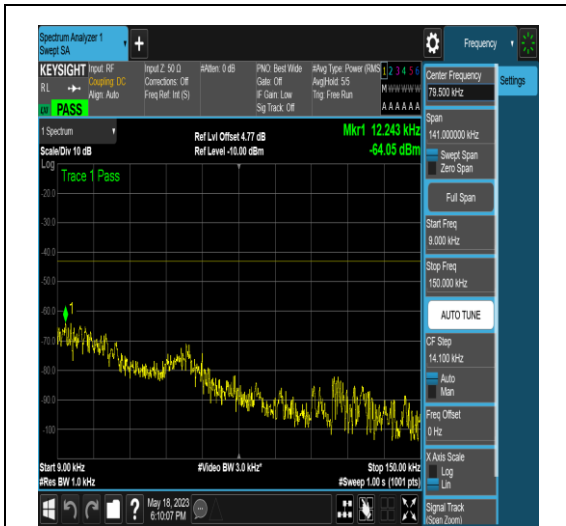 Spectrum Analyzer 1
Swept SA
Frequency
KEYSIGHT
Input: RF
Input Z: 50 Ω
#Atten: 0 dB
PNO: Best Wide
#Avg Type: Power (RMS
1 2 3 4 5 6
RL
Coupling: DC
Corrections: Off
Gate: Off
Avg|Hold: 5/5
M W W W W W
Align: Auto
Freq Ref: Int (S)
IF Gain: Low
Trig: Free Run
PASS
Sig Track: Off
A A A A A A
Center Frequency
79.500 kHz
Settings
Span
141.000000 kHz
Swept Span
Zero Span
Full Span
Start Freq
9.000 kHz
Stop Freq
150.000 kHz
AUTO TUNE
CF Step
14.100 kHz
Auto
Man
Freq Offset
0 Hz
X Axis Scale
Log
Lin
Signal Track
(Span Zoom)
1 Spectrum
Ref Lvl Offset 4.77 dB
Mkr1 12.243 kHz
Scale/Div 10 dB
Ref Level -10.00 dBm
-64.05 dBm
Log
Trace 1 Pass
-20.0
-30.0
-40.0
-50.0
-60.0
1
-70.0
-80.0
-90.0
-100
Start 9.00 kHz
#Video BW 3.0 kHz*
Stop 150.00 kHz
#Res BW 1.0 kHz
#Sweep 1.00 s (1001 pts)
May 18, 2023
6:10:07 PM